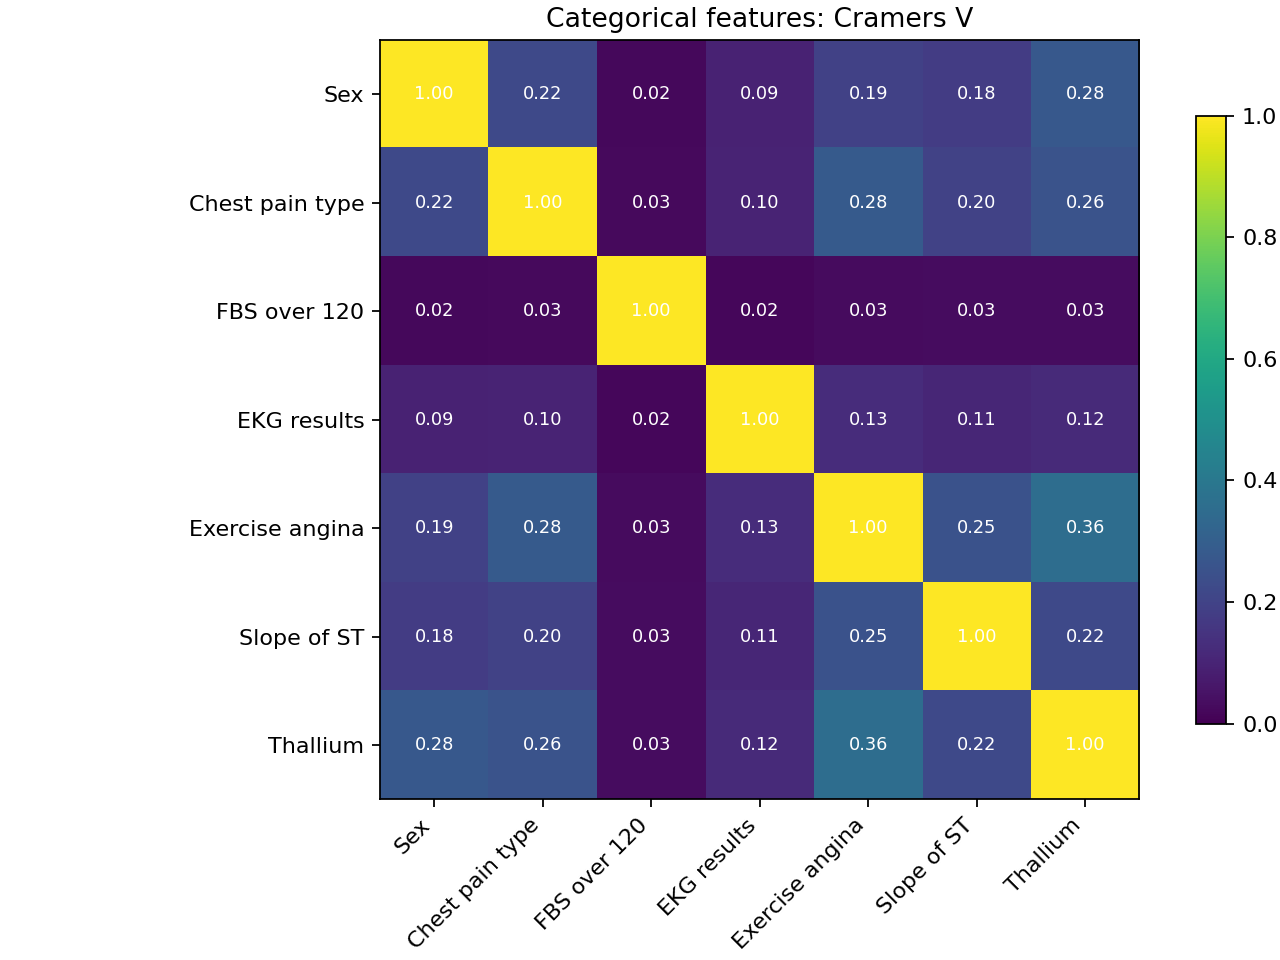 Categorical features: Cramers V
Sex 1.00 0.22 0.02 0.09 0.19 0.18 0.28
Chest pain type 0.22 1.00 0.03 0.10 0.28 0.20 0.26
FBS over 120 0.02 0.03 1.00 0.02 0.03 0.03 0.03
EKG results 0.09 0.10 0.02 1.00 0.13 0.11 0.12
Exercise angina 0.19 0.28 0.03 0.13 1.00 0.25 0.36
Slope of ST 0.18 0.20 0.03 0.11 0.25 1.00 0.22
Thallium 0.28 0.26 0.03 0.12 0.36 0.22 1.00
Sex
Chest pain type
FBS over 120
EKG results
Exercise angina
Slope of ST
Thallium
1.0
0.8
0.6
0.4
0.2
0.0